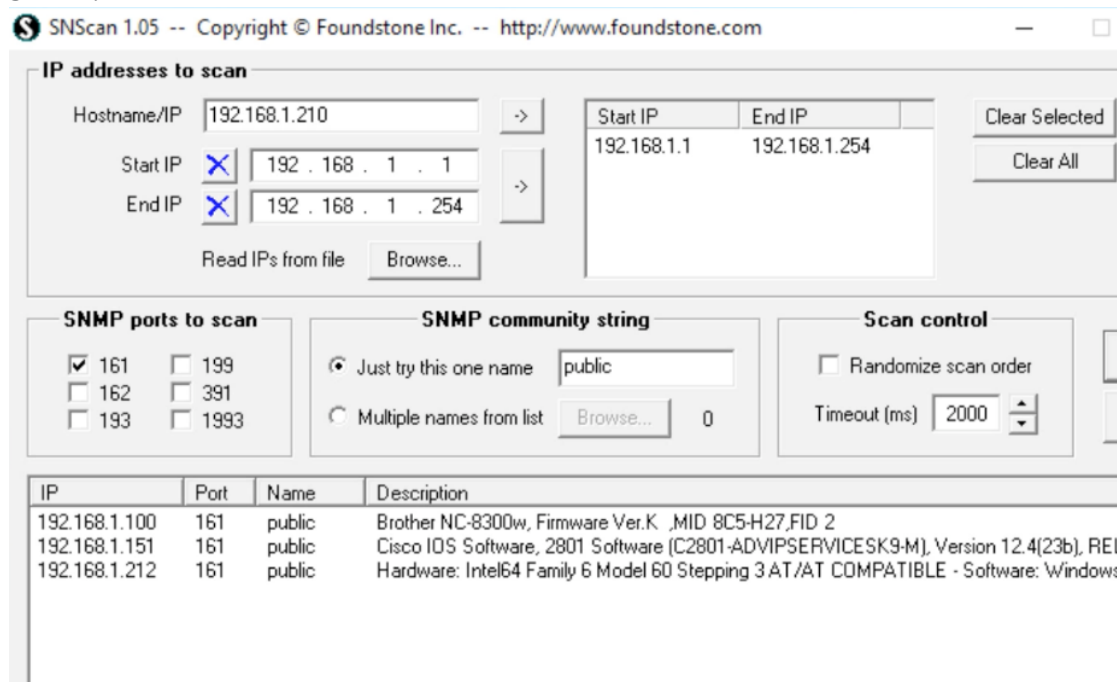 SNScan 1.05 -- Copyright © Foundstone Inc. -- http://www.foundstone.com
IP addresses to scan
Hostname/IP 192.168.1.210 ->
Start IP 192 . 168 . 1 . 1
End IP 192 . 168 . 1 . 254
->
Read IPs from file Browse...
Start IP End IP
192.168.1.1 192.168.1.254
Clear Selected
Clear All
SNMP ports to scan
161 199
162 391
193 1993
SNMP community string
Just try this one name public
Multiple names from list Browse... 0
Scan control
Randomize scan order
Timeout (ms) 2000
IP Port Name Description
192.168.1.100 161 public Brother NC-8300w, Firmware Ver.K ,MID 8C5-H27,FID 2
192.168.1.151 161 public Cisco IOS Software, 2801 Software (C2801-ADVIPSERVICESK9-M), Version 12.4(23b), REL
192.168.1.212 161 public Hardware: Intel64 Family 6 Model 60 Stepping 3 AT/AT COMPATIBLE - Software: Windows